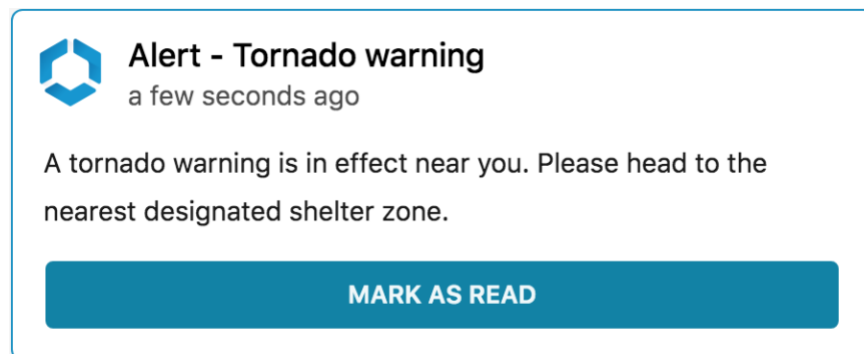 Alert - Tornado warning
a few seconds ago
A tornado warning is in effect near you. Please head to the
nearest designated shelter zone.
MARK AS READ